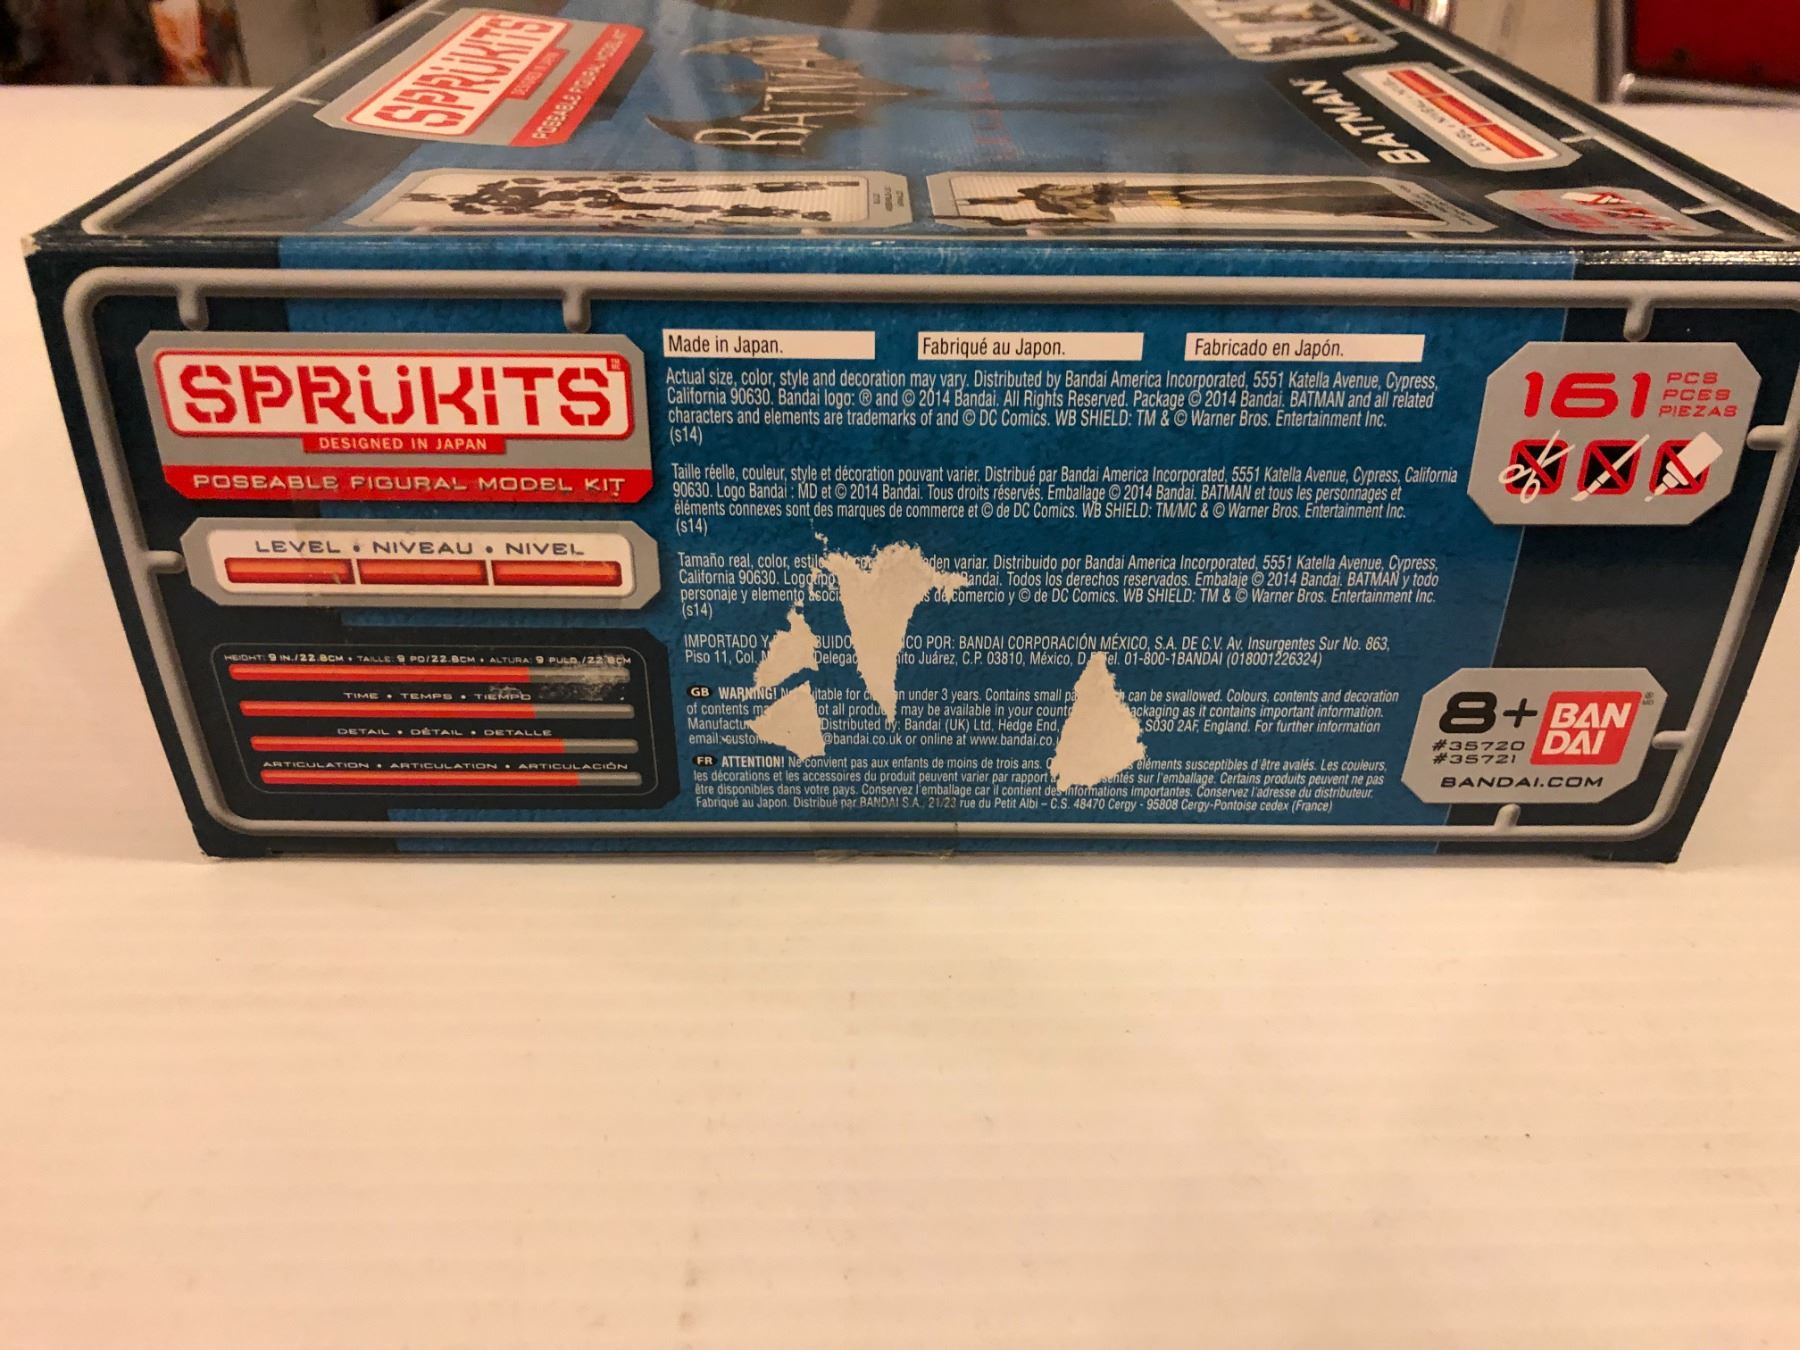 SPRÜKITS
DESIGNED IN JAPAN
POSEABLE FIGURAL MODEL KIT
BATMAN
BATMAN
SPRÜKITS™
DESIGNED IN JAPAN
POSEABLE FIGURAL MODEL KIT
LEVEL • NIVEAU • NIVEL
HEIGHT: 9 IN./22.8CM • TAILLE: 9 PO/22.8CM • ALTURA: 9 PULG./22.8CM
TIME • TEMPS • TIEMPO
DETAIL • DÉTAIL • DETALLE
ARTICULATION • ARTICULATION • ARTICULACIÓN
Made in Japan. Fabriqué au Japon. Fabricado en Japón.
Actual size, color, style and decoration may vary. Distributed by Bandai America Incorporated, 5551 Katella Avenue, Cypress,
California 90630. Bandai logo: ® and © 2014 Bandai. All Rights Reserved. Package © 2014 Bandai. BATMAN and all related
characters and elements are trademarks of and © DC Comics. WB SHIELD: TM & © Warner Bros. Entertainment Inc.
(s14)
Taille réelle, couleur, style et décoration pouvant varier. Distribué par Bandai America Incorporated, 5551 Katella Avenue, Cypress, California
90630. Logo Bandai : MD et © 2014 Bandai. Tous droits réservés. Emballage © 2014 Bandai. BATMAN et tous les personnages et
éléments connexes sont des marques de commerce et © de DC Comics. WB SHIELD: TM/MC & © Warner Bros. Entertainment Inc.
(s14)
Tamaño real, color, estilo variar. Distribuido por Bandai America Incorporated, 5551 Katella Avenue, Cypress,
California 90630. Logotipo Bandai. Todos los derechos reservados. Embalaje © 2014 Bandai. BATMAN y todo
personaje y elemento de comercio y © de DC Comics. WB SHIELD: TM & © Warner Bros. Entertainment Inc.
(s14)
IMPORTADO Y POR: BANDAI CORPORACIÓN MÉXICO, S.A. DE C.V. Av. Insurgentes Sur No. 863,
Piso 11, Col. Juárez, C.P. 03810, México, Tel. 01-800-1BANDAI (018001226324)
GB WARNING! for under 3 years. Contains small can be swallowed. Colours, contents and decoration
of contents may be available in your packaging as it contains important information.
Distributed by: Bandai (UK) Ltd, Hedge End, SO30 2AF, England. For further information
email: @bandai.co.uk or online at www.bandai.co.
FR ATTENTION! Ne convient pas aux enfants de moins de trois ans. éléments susceptibles d'être avalés. Les couleurs,
les décorations et les accessoires du produit peuvent varier par rapport sur l'emballage. Certains produits peuvent ne pas
être disponibles dans votre pays. Conservez l'emballage car il contient des informations importantes. Conservez l'adresse du distributeur.
Fabriqué au Japon. Distribué par BANDAI S.A., 21/23 rue du Petit Albi – C.S. 48470 Cergy - 95808 Cergy-Pontoise cedex (France)
161 PCS
PCES
PIEZAS
8+
BAN
DAI
#35720
#35721
BANDAI.COM